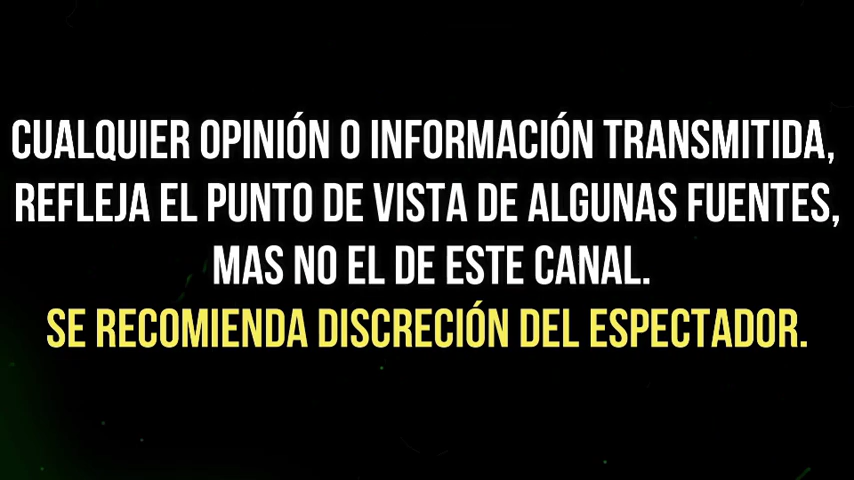 CUALQUIER OPINIÓN O INFORMACIÓN TRANSMITIDA,
REFLEJA EL PUNTO DE VISTA DE ALGUNAS FUENTES,
MAS NO EL DE ESTE CANAL.
SE RECOMIENDA DISCRECIÓN DEL ESPECTADOR.